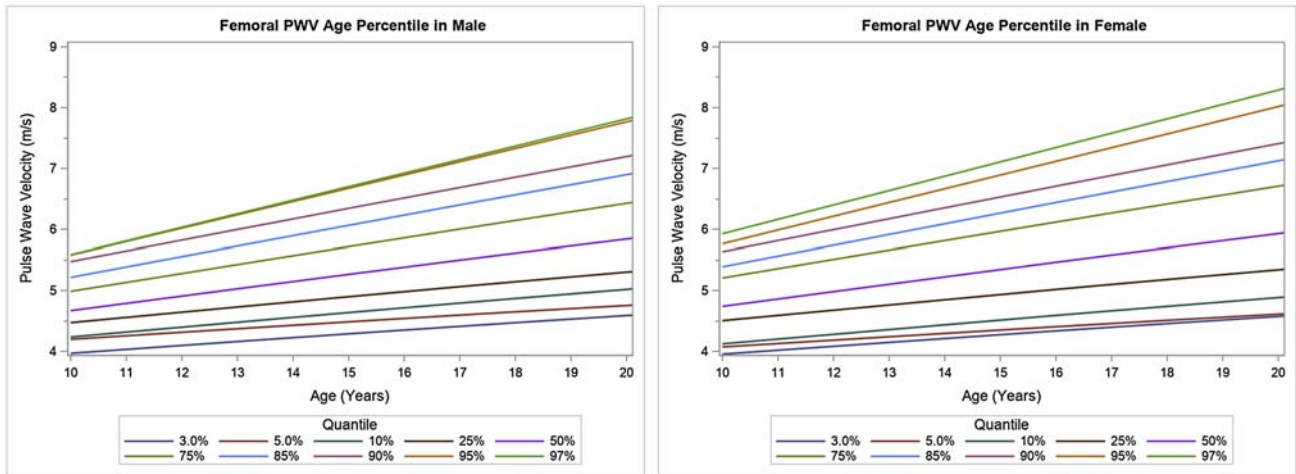 Femoral PWV Age Percentile in Male
Pulse Wave Velocity (m/s)
9
8
7
6
5
4
10 11 12 13 14 15 16 17 18 19 20
Age (Years)
Quantile
3.0% 5.0% 10% 25% 50%
75% 85% 90% 95% 97%
Femoral PWV Age Percentile in Female
Pulse Wave Velocity (m/s)
9
8
7
6
5
4
10 11 12 13 14 15 16 17 18 19 20
Age (Years)
Quantile
3.0% 5.0% 10% 25% 50%
75% 85% 90% 95% 97%